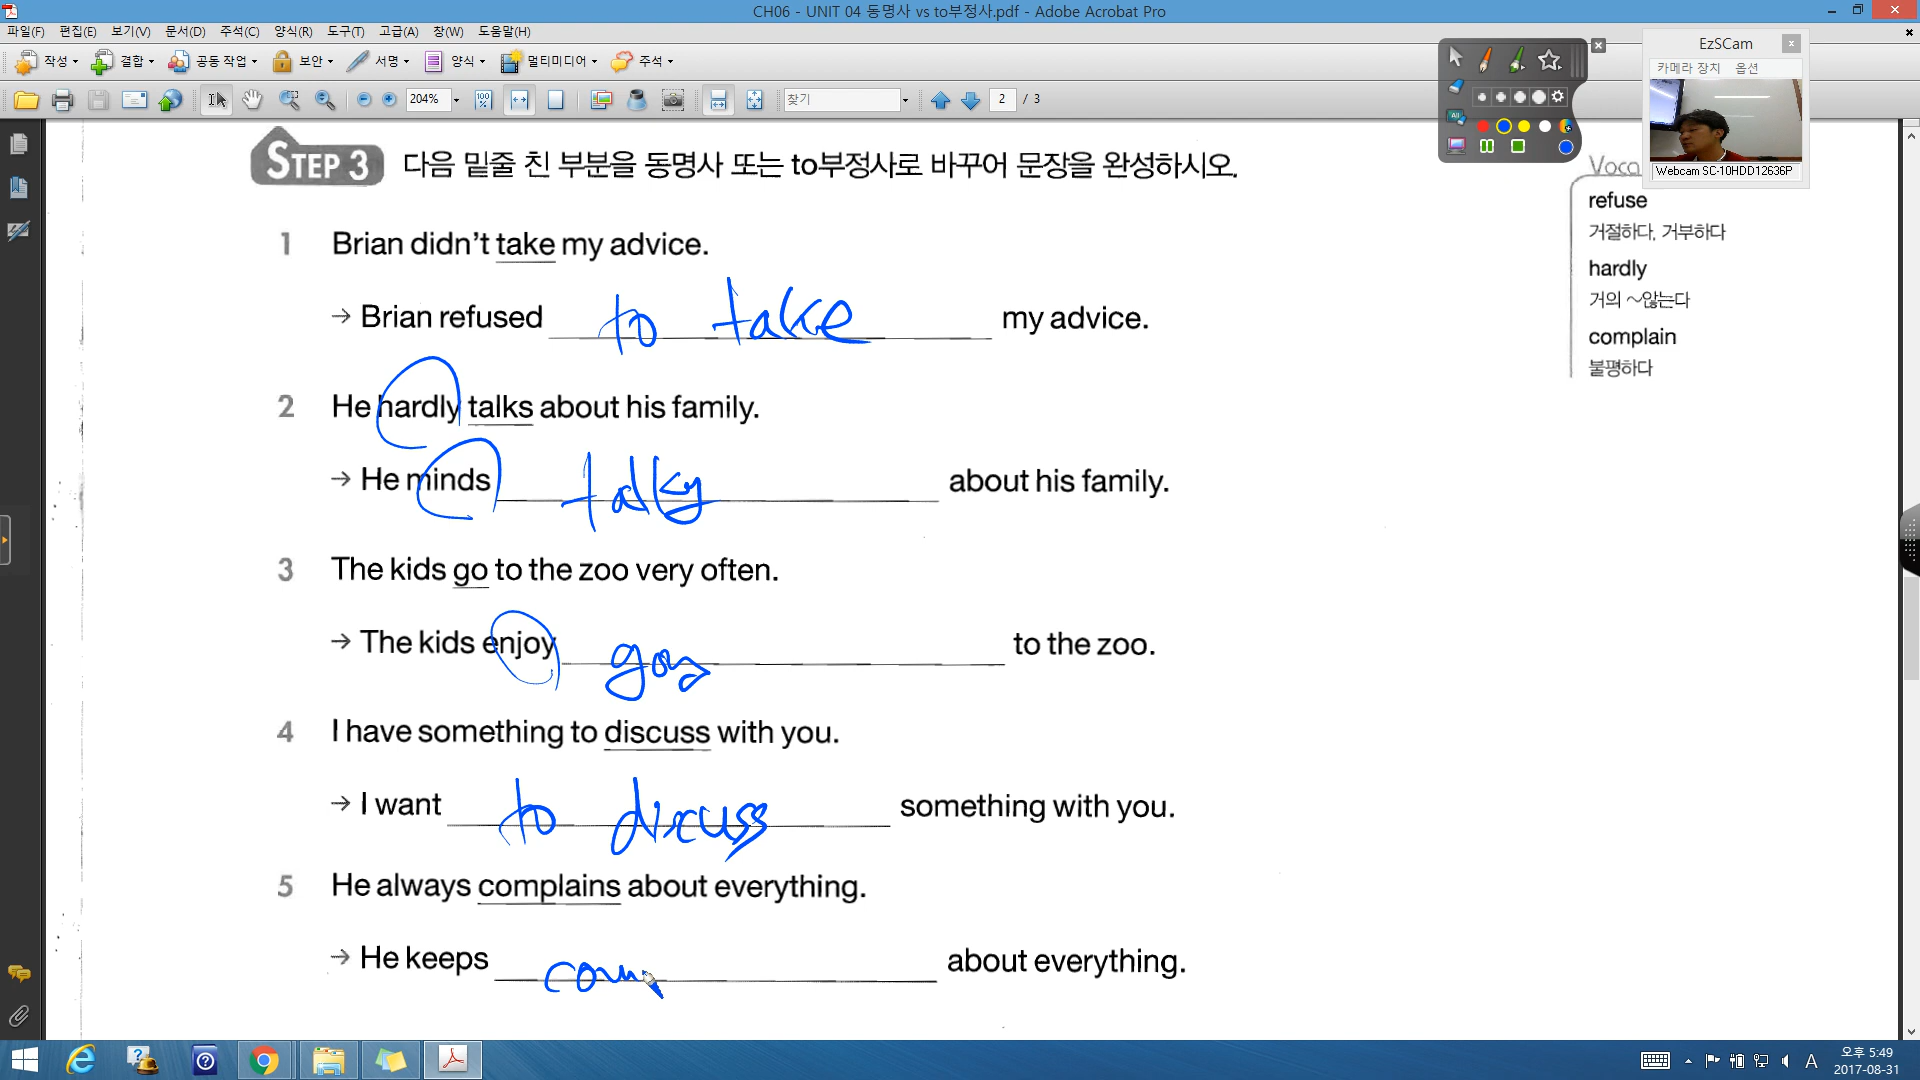 CH06 - UNIT 04 동명사 vs to부정사.pdf - Adobe Acrobat Pro
파일(F) 편집(E) 보기(V) 문서(D) 주석(C) 양식(R) 도구(T) 고급(A) 창(W) 도움말(H)
작성 결합 공동 작업 보안 서명 양식 멀티미디어 주석
204% 찾기 2 / 3
EzSCam
카메라 장치 옵션
Webcam SC-10HDD12636P
STEP 3 다음 밑줄 친 부분을 동명사 또는 to부정사로 바꾸어 문장을 완성하시오.
Voca
refuse
거절하다, 거부하다
hardly
거의 ~않는다
complain
불평하다
1 Brian didn't take my advice.
→ Brian refused to take my advice.
2 He hardly talks about his family.
→ He minds about his family.
3 The kids go to the zoo very often.
→ The kids enjoy to the zoo.
4 I have something to discuss with you.
→ I want to discuss something with you.
5 He always complains about everything.
→ He keeps com about everything.
A
오후 5:49
2017-08-31